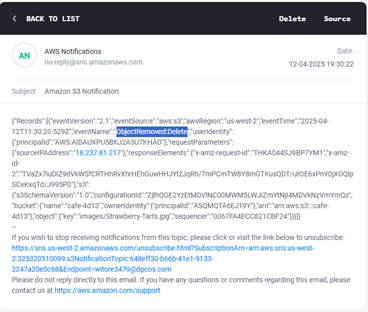 BACK TO LIST
Delete
Source
AN
AWS Notifications
no-reply@sns.amazonaws.com
Date:
12-04-2025 19:30:22
Subject: Amazon S3 Notification
{"Records":[{"eventVersion":"2.1","eventSource":"aws:s3","awsRegion":"us-west-2","eventTime":"2025-04-
12T11:30:20.529Z","eventName":"ObjectRemoved:Delete","userIdentity":
{"principalId":"AWS:AIDAUXPU5BKJ2A3U7KHAO"},"requestParameters":
{"sourceIPAddress":"18.237.81.217"},"responseElements":{"x-amz-request-id":"THKA044SJ9BP7YM1","x-amz-
id-
2":"TVaZx7iuDlZ9dVkWSfCRTHhRvXhrHEhGuwHHJYl2JqRh/7mPCmTW8Y8mGTKusQDT/utOE6xPnY0jX0Qlp
SCeKxqTd/J995P0"},"s3":
{"s3SchemaVersion":"1.0","configurationId":"ZjlhOGE2YzEtMDVlNC00MWM5LWJiZmYtNjI4MDVkNzVmYmQz",
"bucket":{"name":"cafe-4d13","ownerIdentity":{"principalId":"ASQMQTA6EJ19Y"},"arn":"arn:aws:s3:::cafe-
4d13"},"object":{"key":"images/Strawberry-Tarts.jpg","sequencer":"0067FA4ECC821CBF24"}}}]}
--
If you wish to stop receiving notifications from this topic, please click or visit the link below to unsubscribe:
https://sns.us-west-2.amazonaws.com/unsubscribe.html?SubscriptionArn=arn:aws:sns:us-west-
2:325320510099:s3NotificationTopic:648eff30-b66b-41e1-9133-
2247a20e0c68&Endpoint=witore3479@dpcos.com
Please do not reply directly to this email. If you have any questions or comments regarding this email, please
contact us at https://aws.amazon.com/support